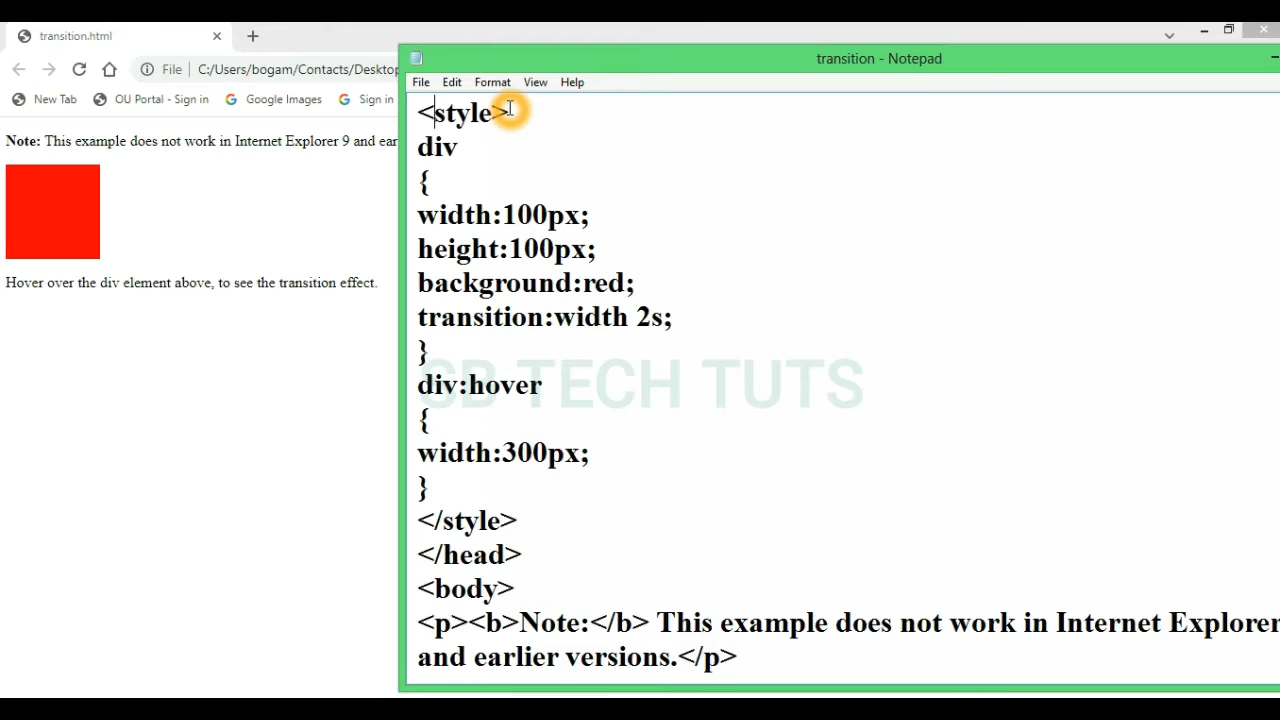 transition.html
File
C:/Users/bogam/Contacts/Desktop
New Tab
OU Portal - Sign in
Google Images
Sign in
Note: This example does not work in Internet Explorer 9 and ear
Hover over the div element above, to see the transition effect.
transition - Notepad
File Edit Format View Help
<style>
div
{
width:100px;
height:100px;
background:red;
transition:width 2s;
}
SB TECH TUTS
div:hover
{
width:300px;
}
</style>
</head>
<body>
<p><b>Note:</b> This example does not work in Internet Explorer
and earlier versions.</p>